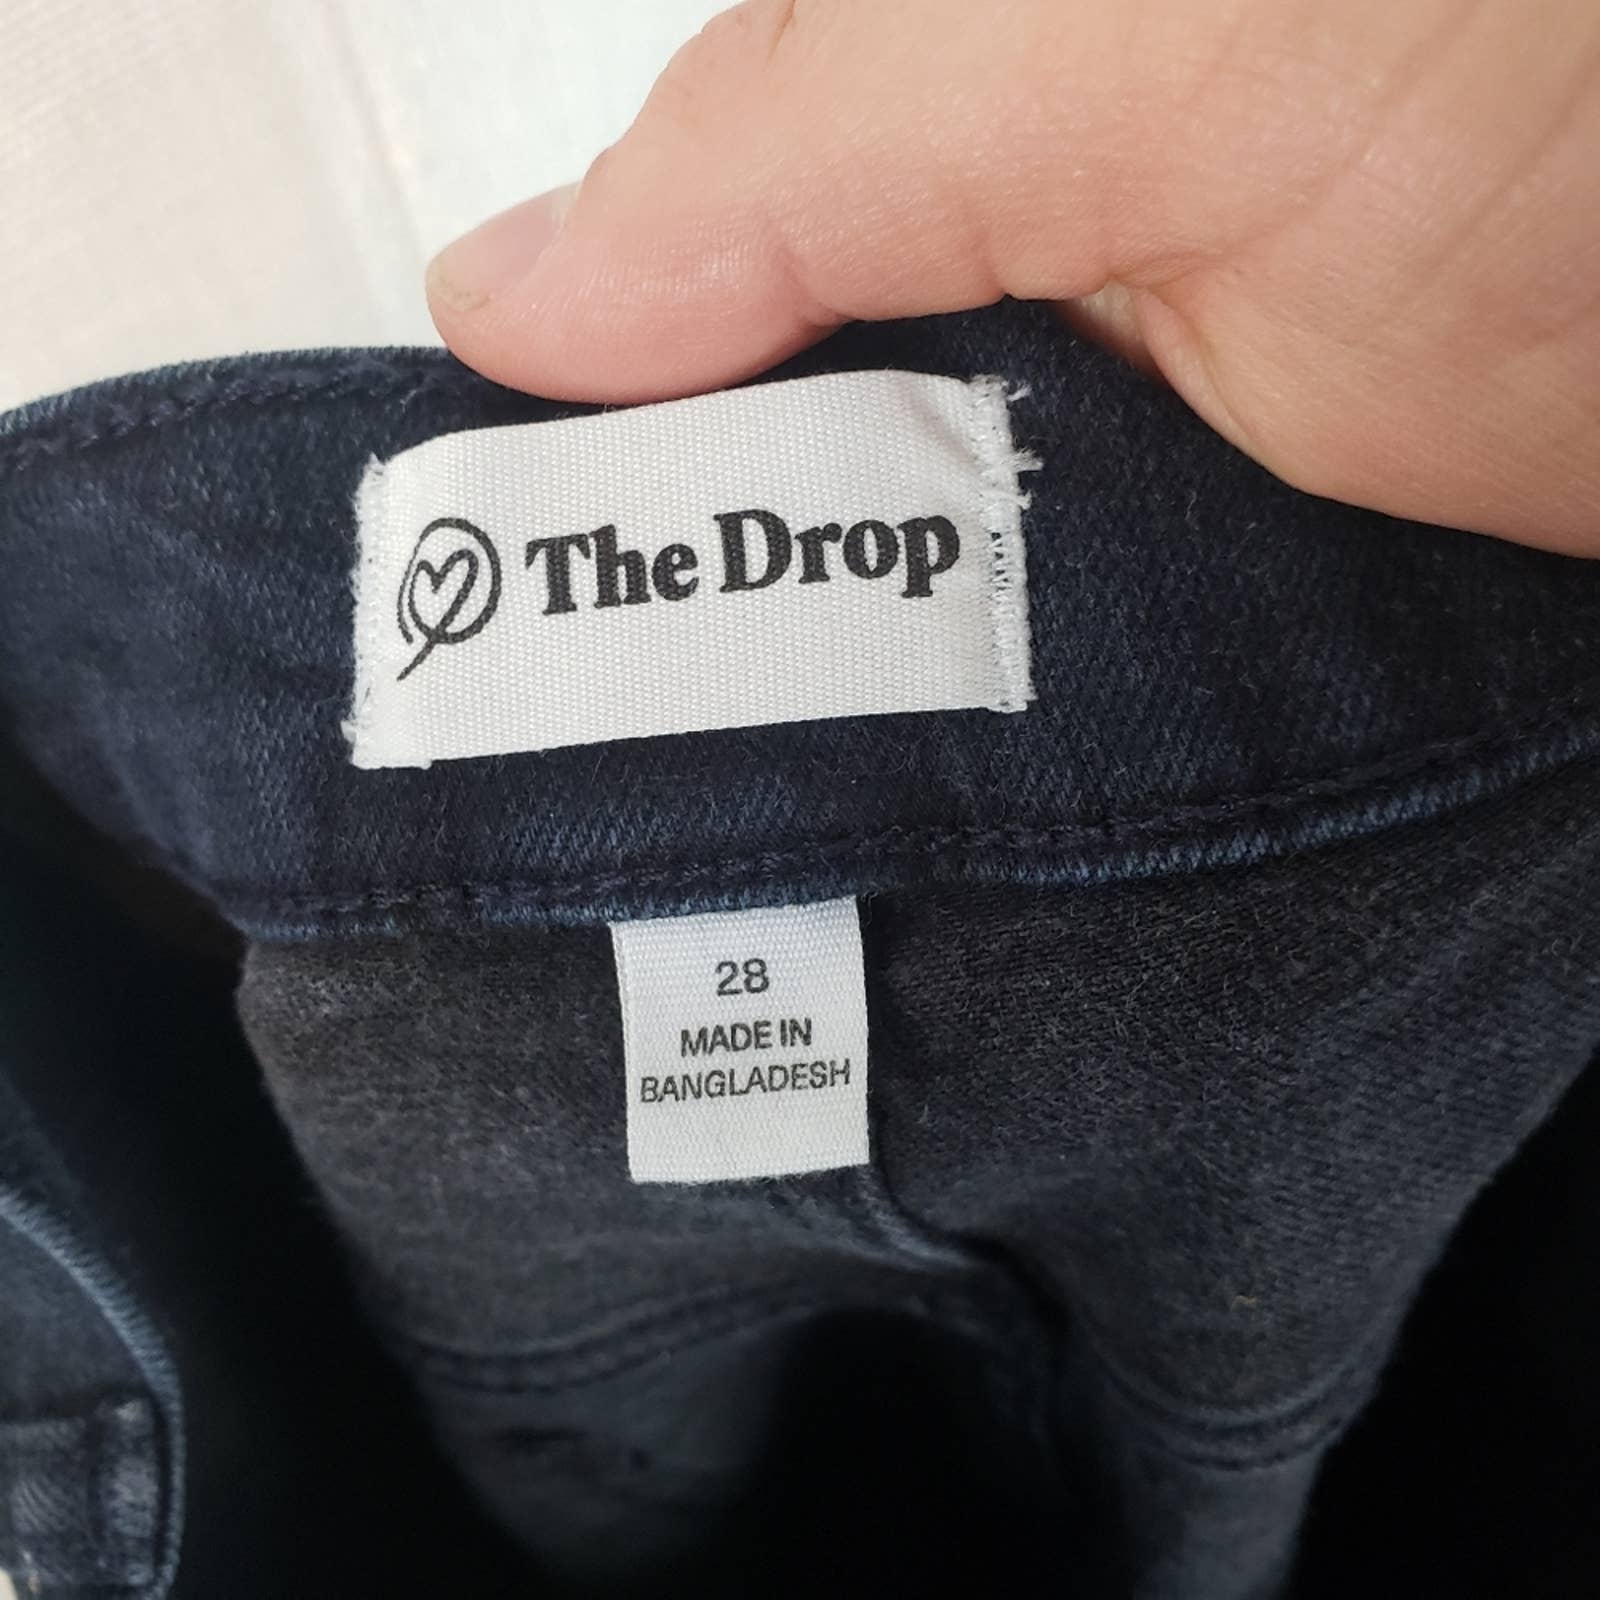 The Drop
28
MADE IN
BANGLADESH